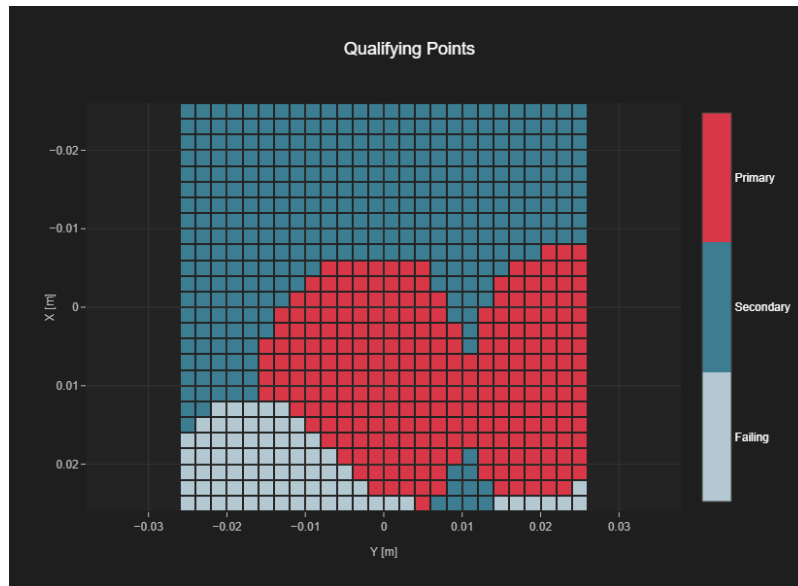 Qualifying Points
−0.02
−0.01
0
0.01
0.02
X [m]
−0.03
−0.02
−0.01
0
0.01
0.02
0.03
Y [m]
Primary
Secondary
Failing